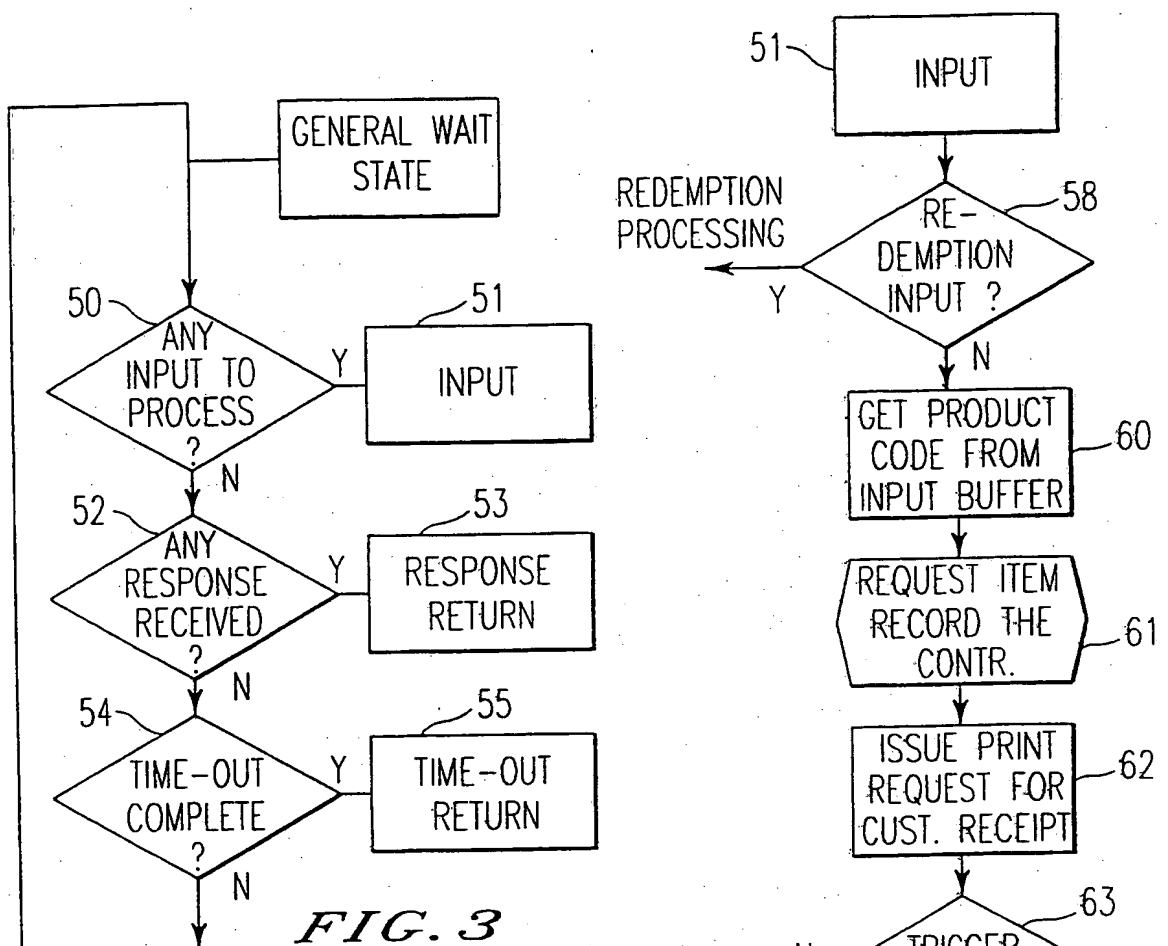 GENERAL WAIT
STATE
50
ANY
INPUT TO
PROCESS
?
Y
N
51
INPUT
52
ANY
RESPONSE
RECEIVED
?
Y
N
53
RESPONSE
RETURN
54
TIME-OUT
COMPLETE
?
Y
N
55
TIME-OUT
RETURN
FIG. 3
51
INPUT
58
RE-
DEMPTION
INPUT ?
REDEMPTION
PROCESSING
Y
N
GET PRODUCT
CODE FROM
INPUT BUFFER
60
REQUEST ITEM
RECORD THE
CONTR.
61
ISSUE PRINT
REQUEST FOR
CUST. RECEIPT
62
63
TRIGGER